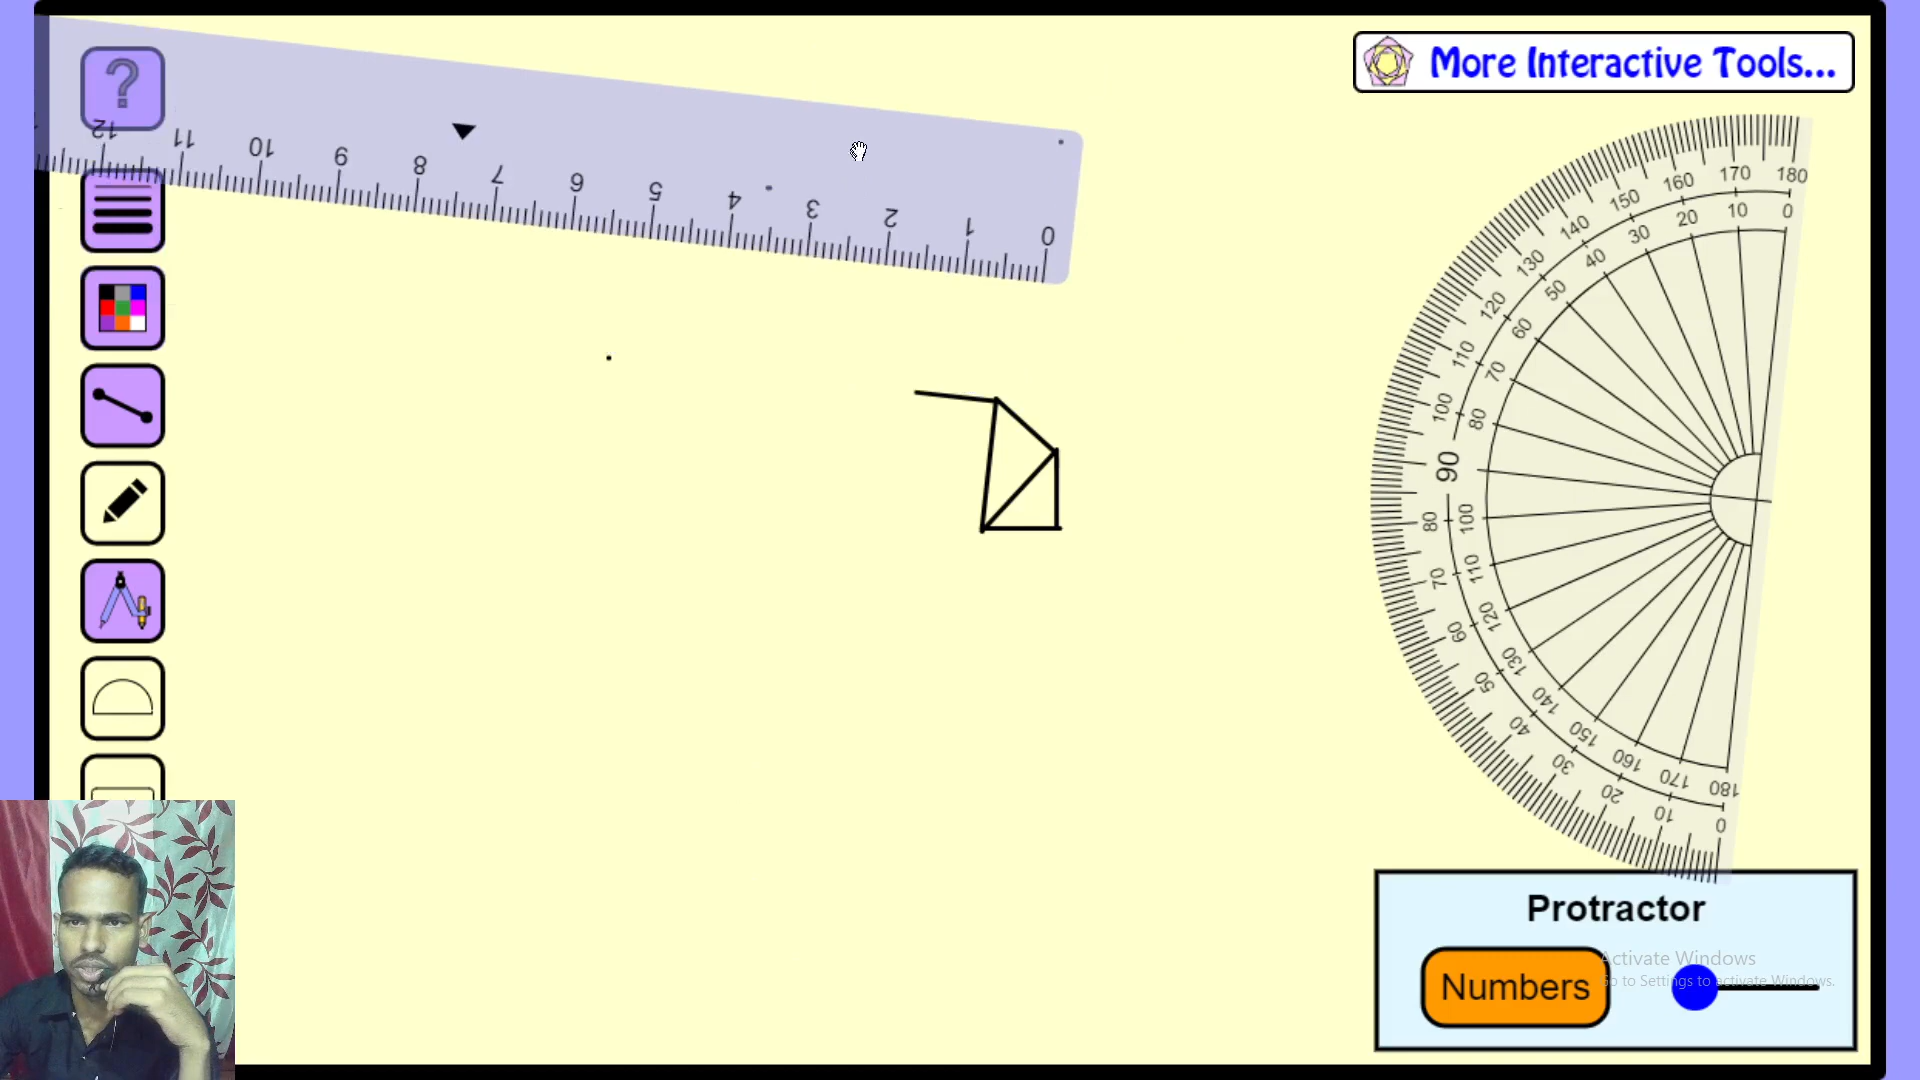 ?
More Interactive Tools...
12 11 10 9 8 7 6 5 4 3 2 1 0
180 170 160 150 140 130 120 110 100 90 80 70 60 50 40 30 20 10 0
0 10 20 30 40 50 60 70 80 100 110 120 130 140 150 160 170 180
Protractor
Numbers
Activate Windows
Go to Settings to activate Windows.